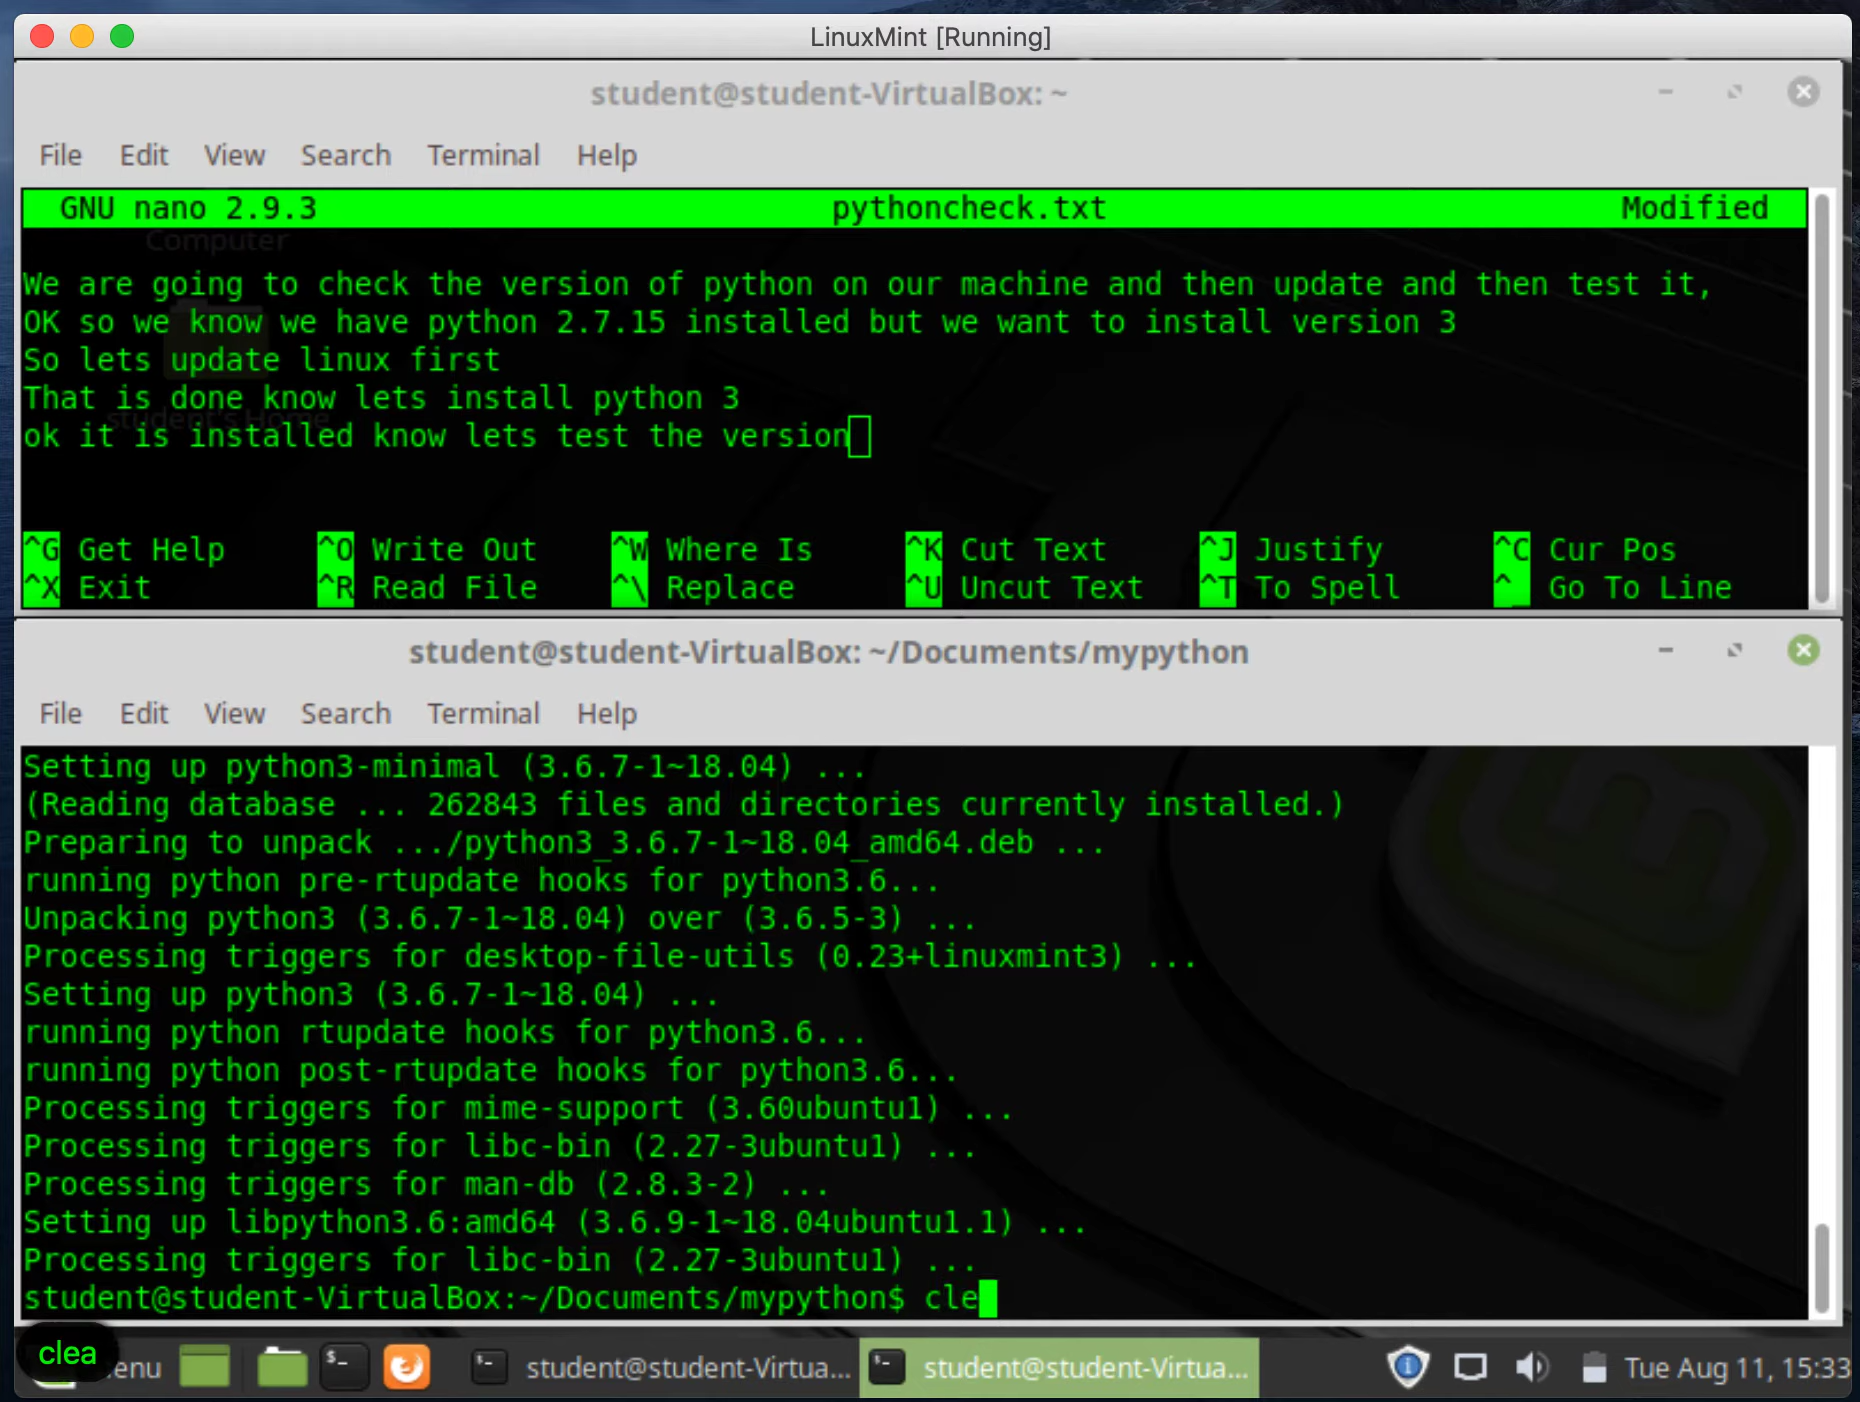 LinuxMint [Running]
student@student-VirtualBox: ~
File Edit View Search Terminal Help
GNU nano 2.9.3 pythoncheck.txt Modified
Computer
We are going to check the version of python on our machine and then update and then test it,
OK so we know we have python 2.7.15 installed but we want to install version 3
So lets update linux first
That is done know lets install python 3
student's Home
ok it is installed know lets test the version
^G Get Help ^O Write Out ^W Where Is ^K Cut Text ^J Justify ^C Cur Pos
^X Exit ^R Read File ^\ Replace ^U Uncut Text ^T To Spell ^_ Go To Line
student@student-VirtualBox: ~/Documents/mypython
File Edit View Search Terminal Help
Setting up python3-minimal (3.6.7-1~18.04) ...
(Reading database ... 262843 files and directories currently installed.)
Preparing to unpack .../python3_3.6.7-1~18.04_amd64.deb ...
running python pre-rtupdate hooks for python3.6...
Unpacking python3 (3.6.7-1~18.04) over (3.6.5-3) ...
Processing triggers for desktop-file-utils (0.23+linuxmint3) ...
Setting up python3 (3.6.7-1~18.04) ...
running python rtupdate hooks for python3.6...
running python post-rtupdate hooks for python3.6...
Processing triggers for mime-support (3.60ubuntu1) ...
Processing triggers for libc-bin (2.27-3ubuntu1) ...
Processing triggers for man-db (2.8.3-2) ...
Setting up libpython3.6:amd64 (3.6.9-1~18.04ubuntu1.1) ...
Processing triggers for libc-bin (2.27-3ubuntu1) ...
student@student-VirtualBox:~/Documents/mypython$ cle
clea
enu student@student-Virtua... student@student-Virtua... Tue Aug 11, 15:33